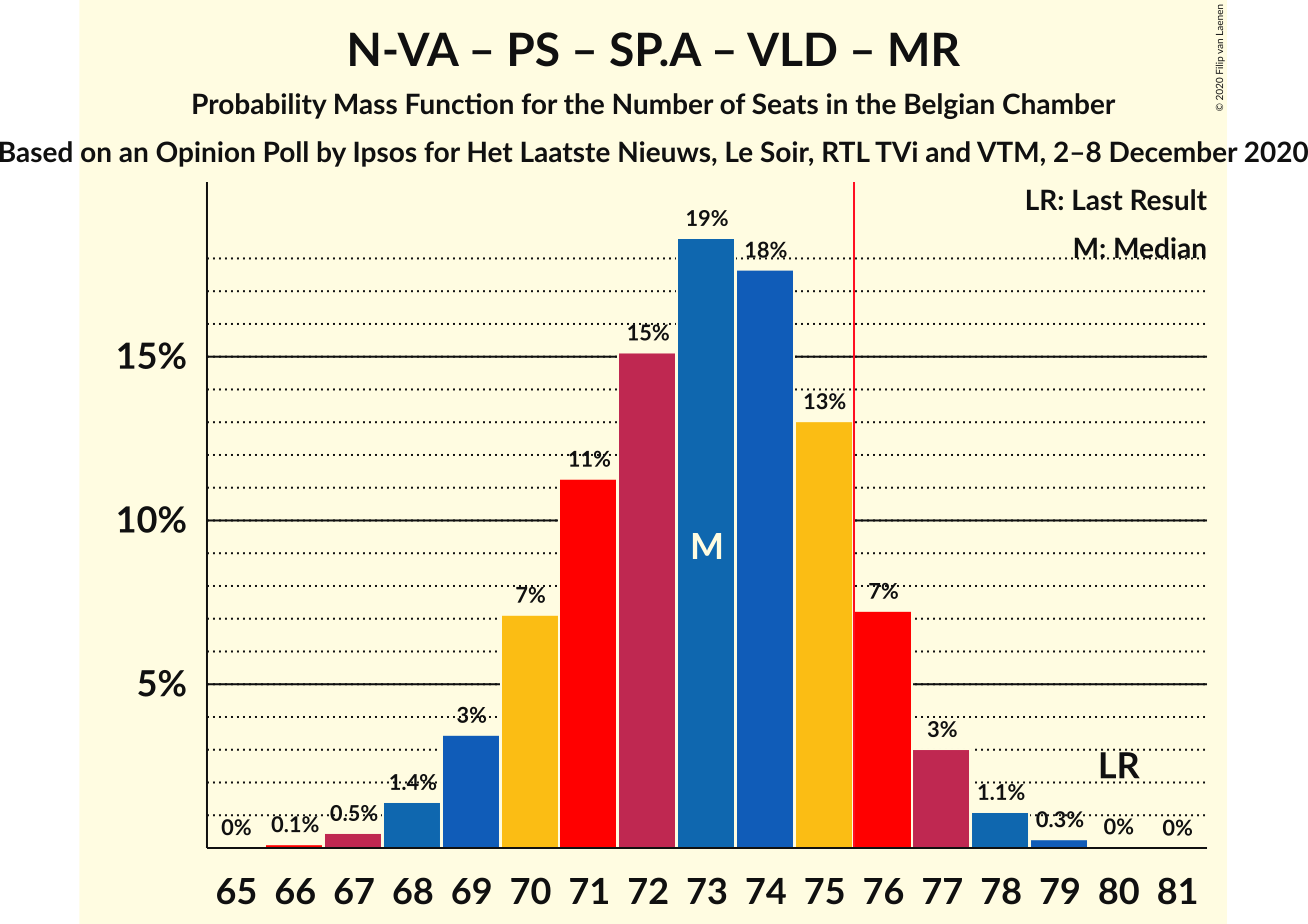 N-VA – PS – SP.A – VLD – MR
Probability Mass Function for the Number of Seats in the Belgian Chamber
Based on an Opinion Poll by Ipsos for Het Laatste Nieuws, Le Soir, RTL TVi and VTM, 2–8 December 2020
© 2020 Filip van Laenen
LR: Last Result
M: Median
15%
10%
5%
0%
0.1%
0.5%
1.4%
3%
7%
11%
15%
19%
18%
13%
7%
3%
1.1%
0.3%
0%
0%
M
LR
65 66 67 68 69 70 71 72 73 74 75 76 77 78 79 80 81